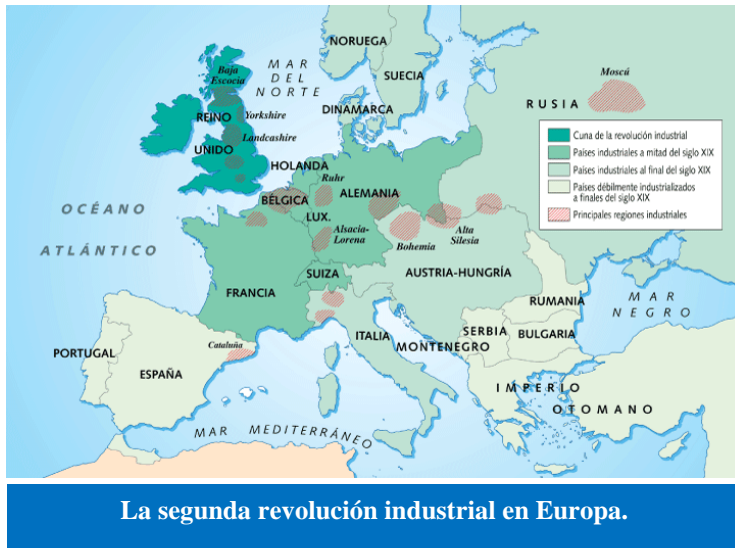 NORUEGA
SUECIA
MAR
DEL
NORTE
DINAMARCA
Baja
Escocia
REINO
Yorkshire
Landcashire
UNIDO
HOLANDA
Ruhr
BÉLGICA
ALEMANIA
LUX.
Alsacia-
Lorena
Bohemia
Alta
Silesia
Moscú
RUSIA
Cuna de la revolución industrial
Países industriales a mitad del siglo XIX
Países industriales al final del siglo XIX
Países débilmente industrializados
a finales del siglo XIX
Principales regiones industriales
OCÉANO
ATLÁNTICO
SUIZA
AUSTRIA-HUNGRÍA
FRANCIA
RUMANIA
MAR
NEGRO
ITALIA
SERBIA
BULGARIA
MONTENEGRO
PORTUGAL
Cataluña
ESPAÑA
IMPERIO
OTOMANO
MAR MEDITERRÁNEO
La segunda revolución industrial en Europa.